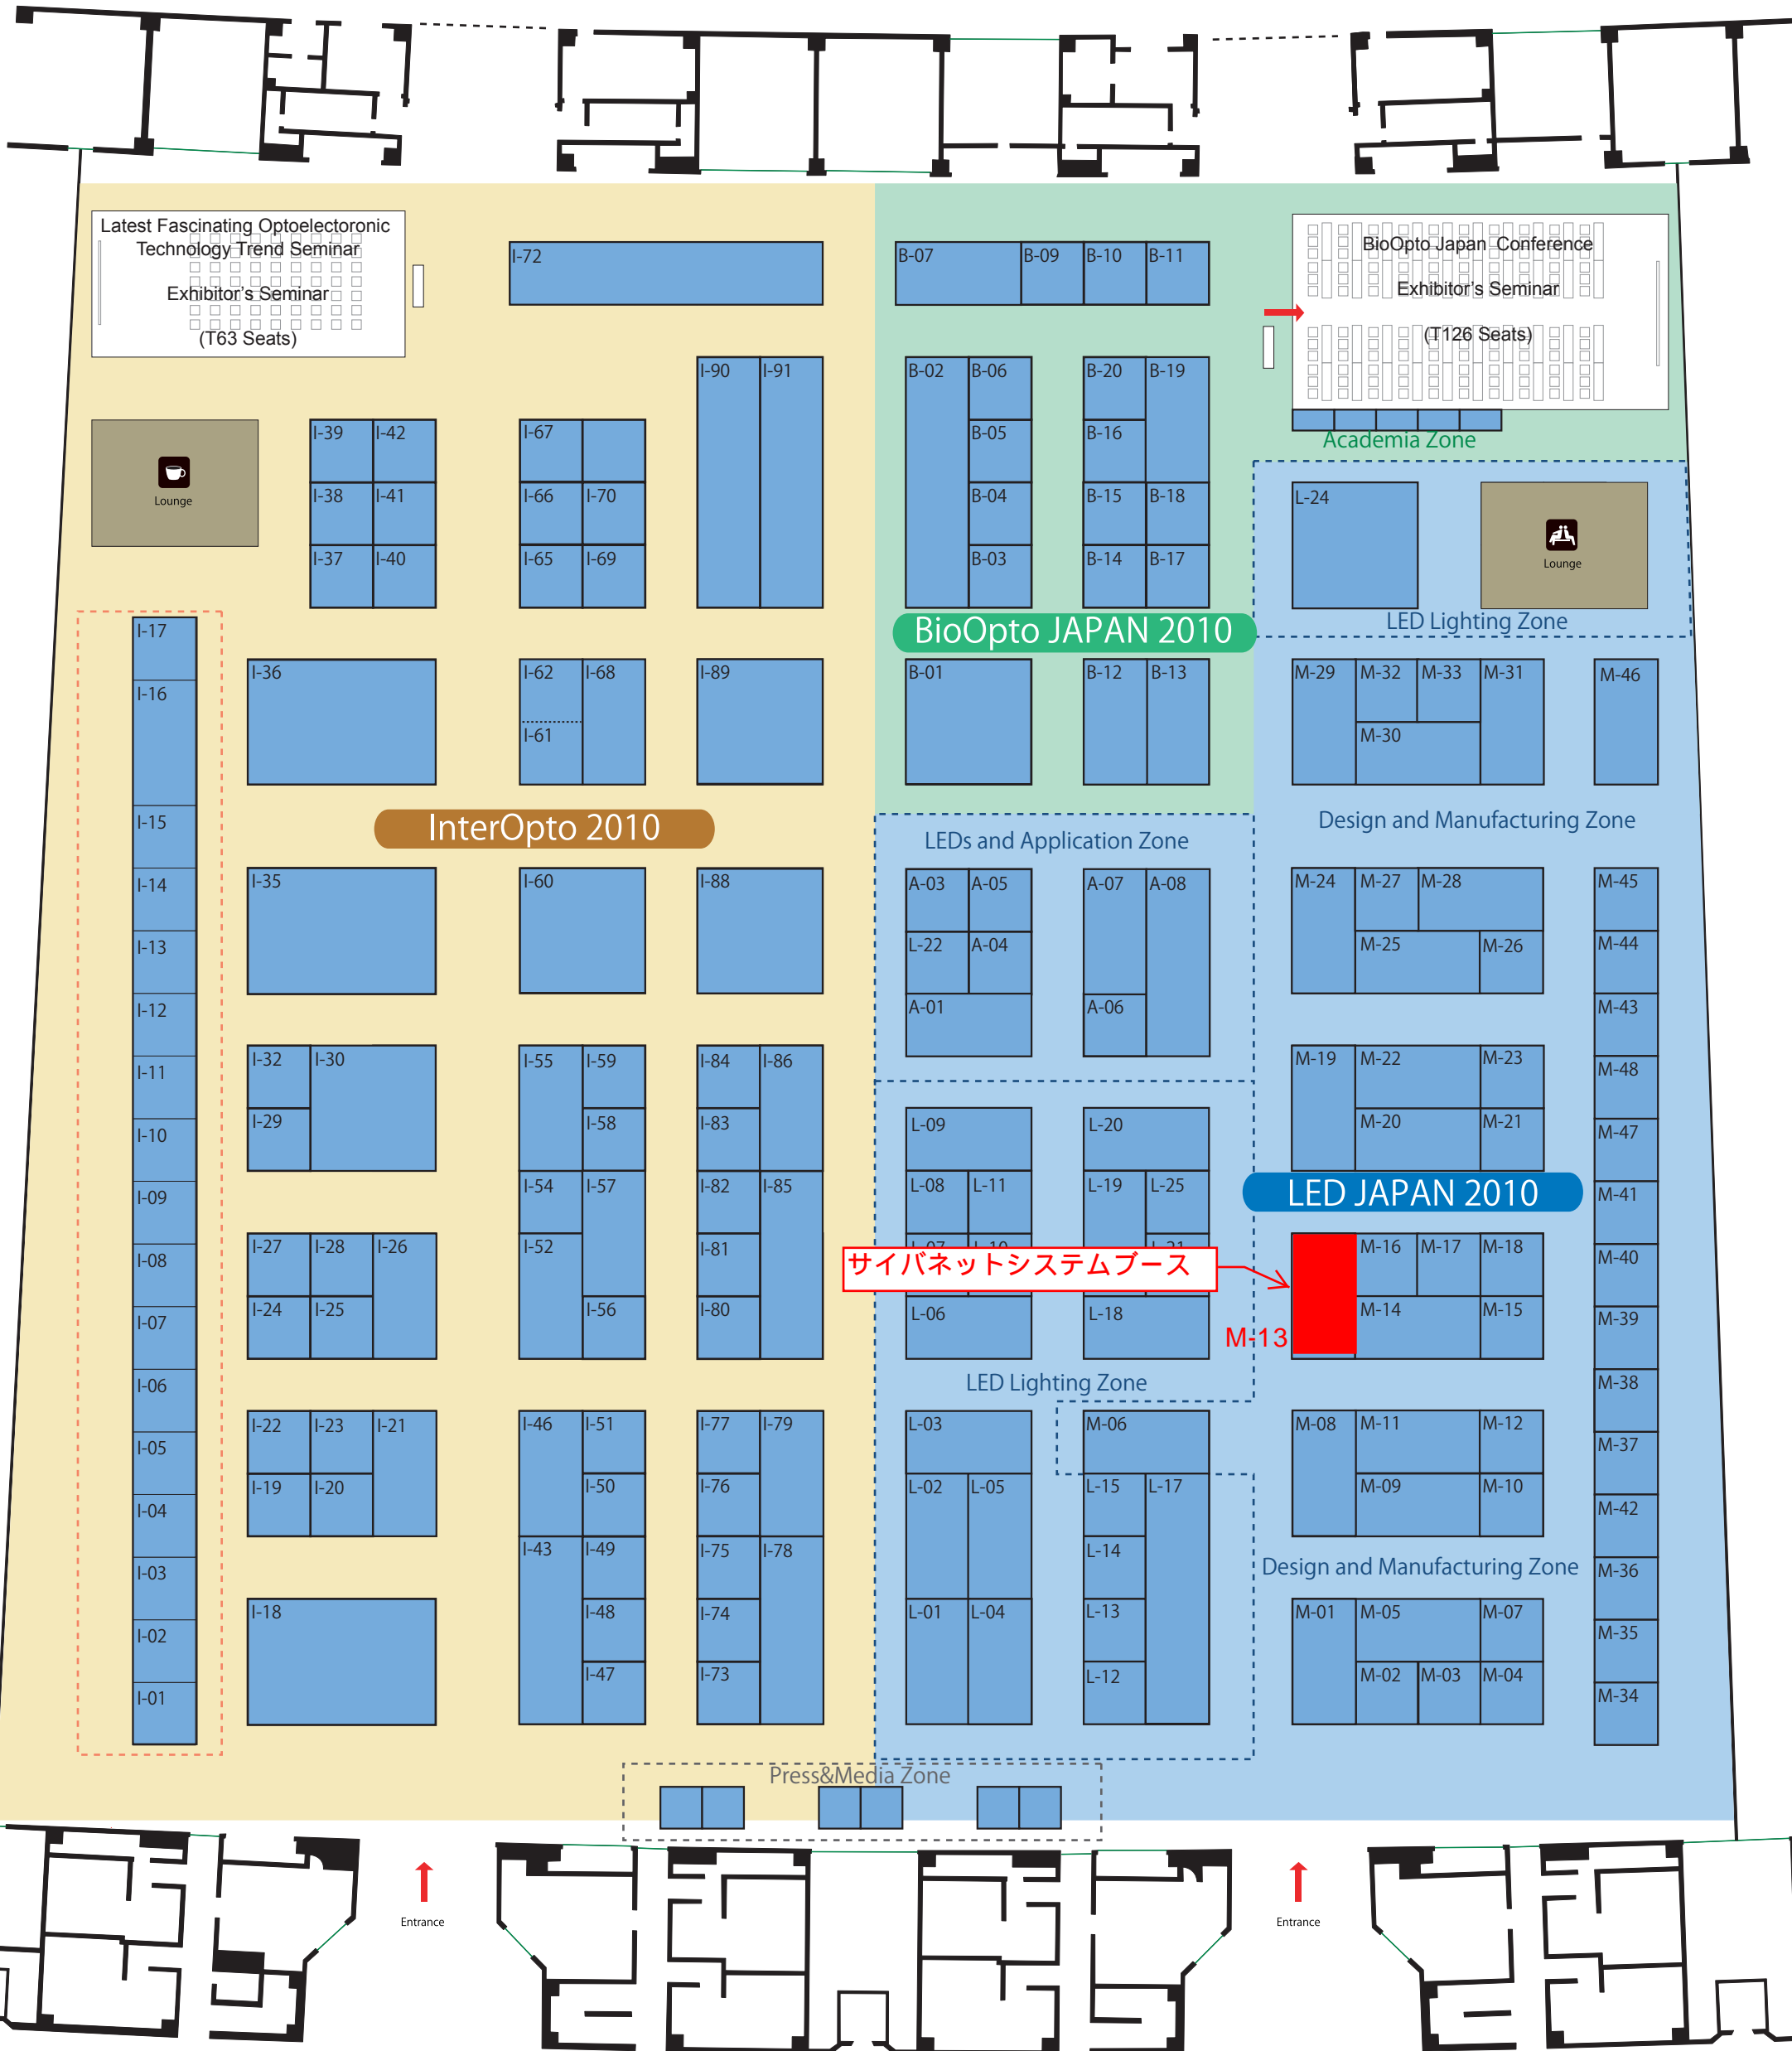 Latest Fascinating Optoelectoronic
Technology Trend Seminar
Exhibitor's Seminar
(T63 Seats)
I-72
B-07
B-09
B-10
B-11
BioOpto Japan Conference
Exhibitor's Seminar
(T126 Seats)
Academia Zone
I-90
I-91
B-02
B-06
B-20
B-19
B-05
B-16
B-04
B-15
B-18
B-03
B-14
B-17
Lounge
I-39
I-42
I-67
I-38
I-41
I-66
I-70
I-37
I-40
I-65
I-69
L-24
Lounge
LED Lighting Zone
BioOpto JAPAN 2010
I-17
I-16
I-15
I-14
I-13
I-12
I-11
I-10
I-09
I-08
I-07
I-06
I-05
I-04
I-03
I-02
I-01
I-36
I-62
I-68
I-61
I-89
B-01
B-12
B-13
M-29
M-32
M-33
M-31
M-30
M-46
InterOpto 2010
LEDs and Application Zone
Design and Manufacturing Zone
I-35
I-60
I-88
A-03
A-05
A-07
A-08
L-22
A-04
A-01
A-06
M-24
M-27
M-28
M-25
M-26
M-45
M-44
M-43
M-48
M-47
M-41
M-40
M-39
M-38
M-37
M-42
M-36
M-35
M-34
I-32
I-30
I-29
I-55
I-59
I-58
I-54
I-57
I-52
I-56
I-84
I-86
I-83
I-82
I-85
I-81
I-80
L-09
L-20
L-08
L-11
L-19
L-25
M-19
M-22
M-23
M-20
M-21
LED JAPAN 2010
I-27
I-28
I-26
I-24
I-25
サイバネットシステムブース
L-06
L-18
M-13
M-16
M-17
M-18
M-14
M-15
LED Lighting Zone
I-22
I-23
I-21
I-19
I-20
I-46
I-51
I-50
I-43
I-49
I-48
I-47
I-77
I-79
I-76
I-75
I-78
I-74
I-73
L-03
M-06
L-02
L-05
L-15
L-17
L-14
L-01
L-04
L-13
L-12
M-08
M-11
M-12
M-09
M-10
Design and Manufacturing Zone
I-18
M-01
M-05
M-07
M-02
M-03
M-04
Press&Media Zone
Entrance
Entrance